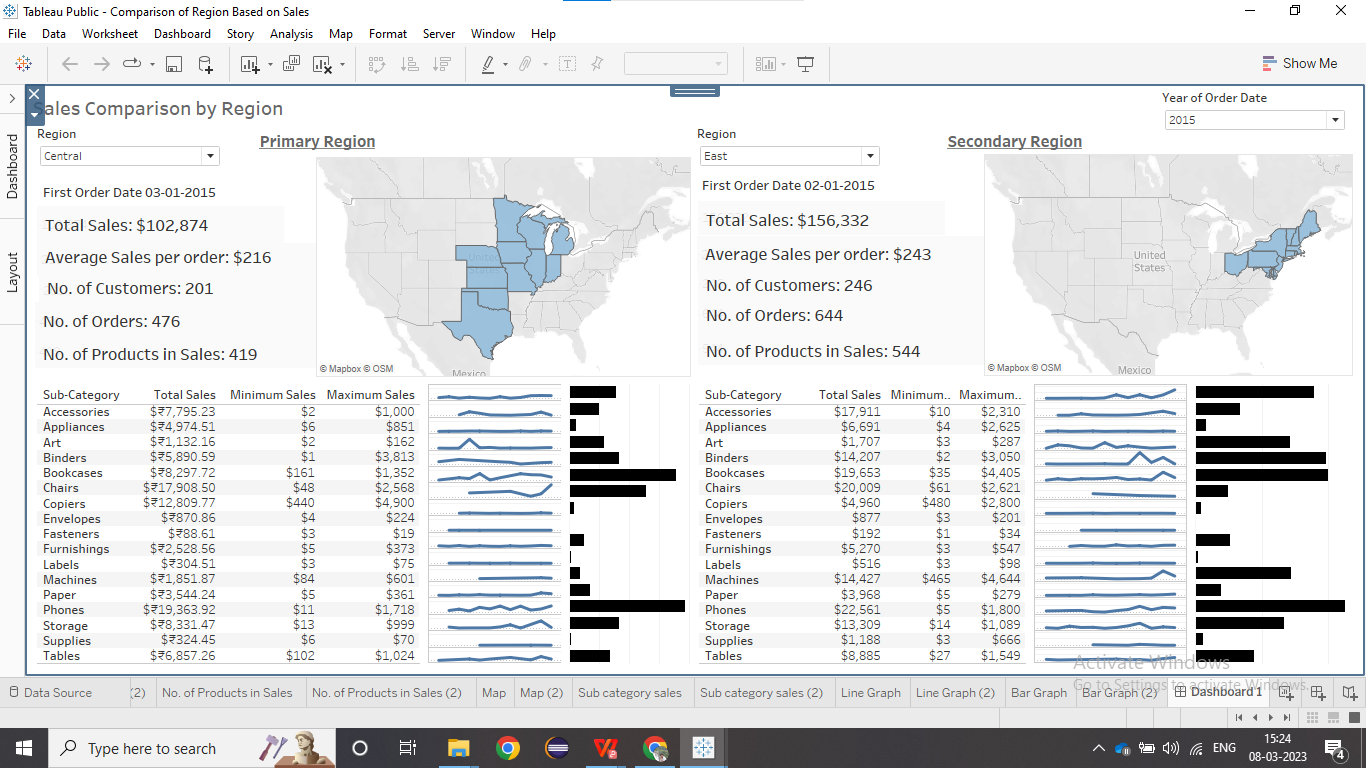 Tableau Public - Comparison of Region Based on Sales
File Data Worksheet Dashboard Story Analysis Map Format Server Window Help
Show Me
Dashboard
Layout
Sales Comparison by Region
Year of Order Date
2015
Region
Central
Primary Region
First Order Date 03-01-2015
Total Sales: $102,874
Average Sales per order: $216
No. of Customers: 201
No. of Orders: 476
No. of Products in Sales: 419
United
States
Mexico
© Mapbox © OSM
Region
East
Secondary Region
First Order Date 02-01-2015
Total Sales: $156,332
Average Sales per order: $243
No. of Customers: 246
No. of Orders: 644
No. of Products in Sales: 544
United
States
Mexico
© Mapbox © OSM
Sub-Category Total Sales Minimum Sales Maximum Sales
Accessories $₹7,795.23 $2 $1,000
Appliances $₹4,974.51 $6 $851
Art $₹1,132.16 $2 $162
Binders $₹5,890.59 $1 $3,813
Bookcases $₹8,297.72 $161 $1,352
Chairs $₹17,908.50 $48 $2,568
Copiers $₹12,809.77 $440 $4,900
Envelopes $₹870.86 $4 $224
Fasteners $₹88.61 $3 $19
Furnishings $₹2,528.56 $5 $373
Labels $₹304.51 $3 $75
Machines $₹1,851.87 $84 $601
Paper $₹3,544.24 $5 $361
Phones $₹19,363.92 $11 $1,718
Storage $₹8,331.47 $13 $999
Supplies $₹324.45 $6 $70
Tables $₹6,857.26 $102 $1,024
Sub-Category Total Sales Minimum.. Maximum..
Accessories $17,911 $10 $2,310
Appliances $6,691 $4 $2,625
Art $1,707 $3 $287
Binders $14,207 $2 $3,050
Bookcases $19,653 $35 $4,405
Chairs $20,009 $61 $2,621
Copiers $4,960 $480 $2,800
Envelopes $877 $3 $201
Fasteners $192 $1 $34
Furnishings $5,270 $3 $547
Labels $516 $3 $98
Machines $14,427 $465 $4,644
Paper $3,968 $5 $279
Phones $22,561 $5 $1,800
Storage $13,309 $14 $1,089
Supplies $1,188 $3 $666
Tables $8,885 $27 $1,549
Activate Windows
Go to Settings to activate Windows.
Data Source (2) No. of Products in Sales No. of Products in Sales (2) Map Map (2) Sub category sales Sub category sales (2) Line Graph Line Graph (2) Bar Graph Bar Graph (2) Dashboard 1
Type here to search
ENG
15:24
08-03-2023
4